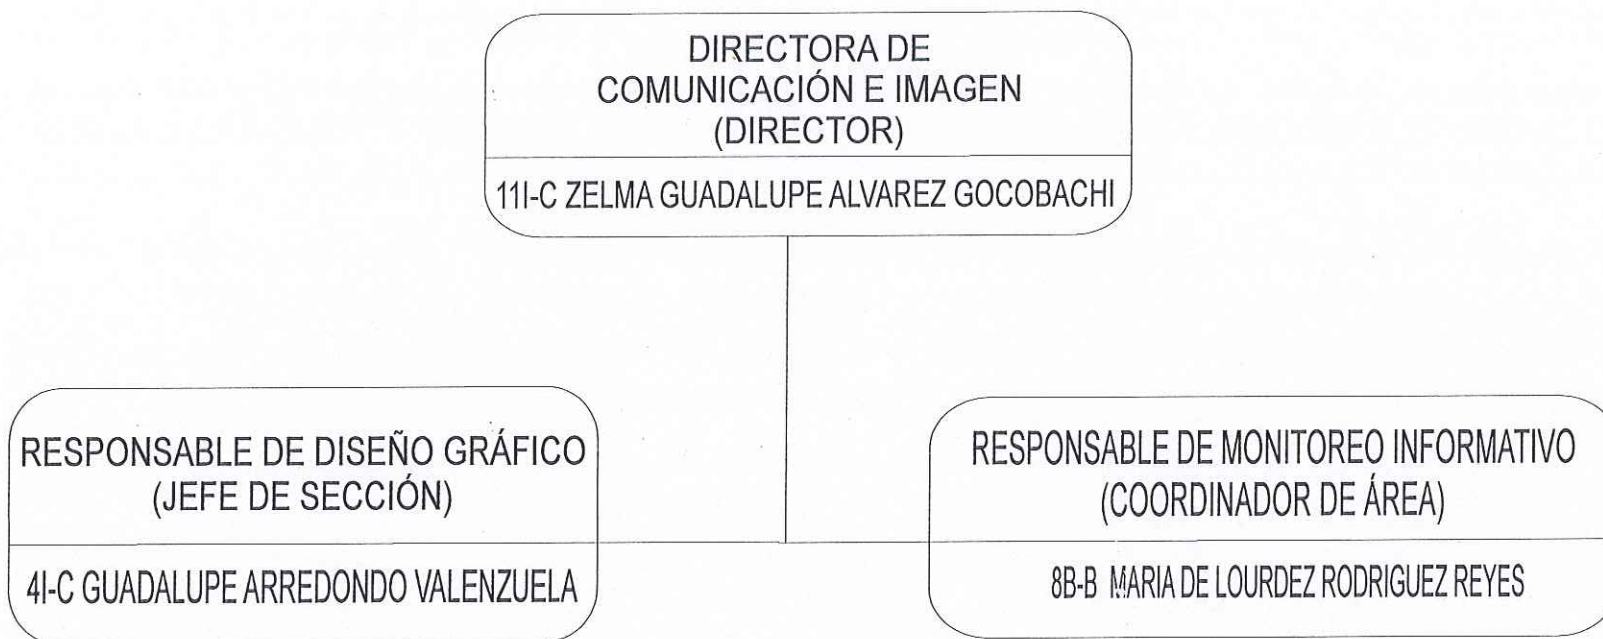 DIRECTORA DE
COMUNICACIÓN E IMAGEN
(DIRECTOR)
11I-C ZELMA GUADALUPE ALVAREZ GOCOBACHI
RESPONSABLE DE DISEÑO GRÁFICO
(JEFE DE SECCIÓN)
4I-C GUADALUPE ARREDONDO VALENZUELA
RESPONSABLE DE MONITOREO INFORMATIVO
(COORDINADOR DE ÁREA)
8B-B MARIA DE LOURDEZ RODRIGUEZ REYES